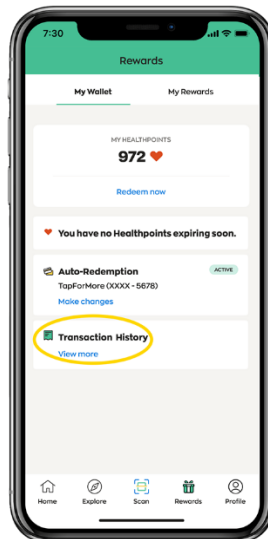 7:30
Rewards
My Wallet My Rewards
MY HEALTHPOINTS
972
Redeem now
You have no Healthpoints expiring soon.
Auto-Redemption ACTIVE
TapForMore (XXXX - 5678)
Make changes
Transaction History
View more
Home Explore Scan Rewards Profile